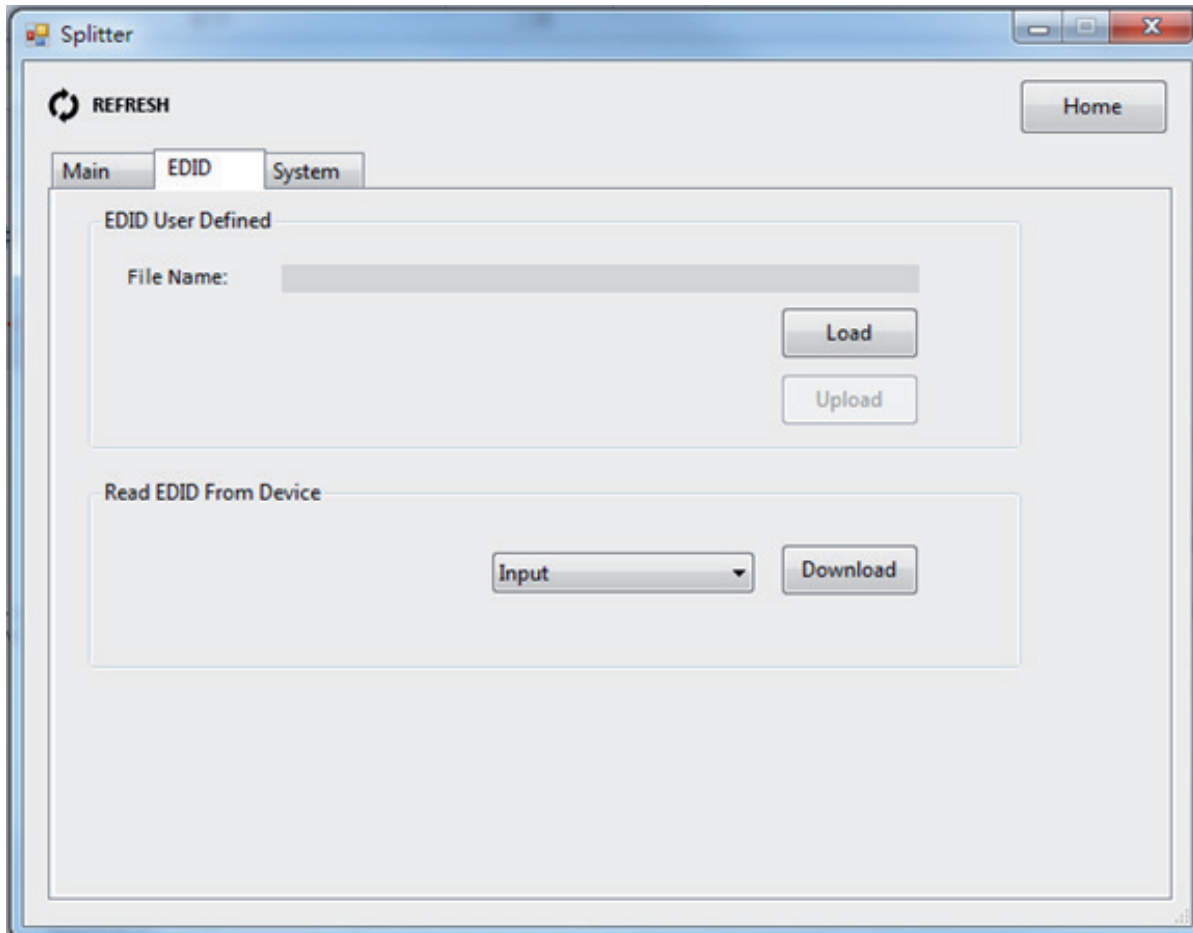 Splitter
REFRESH
Home
Main
EDID
System
EDID User Defined
File Name:
Load
Upload
Read EDID From Device
Input
Download